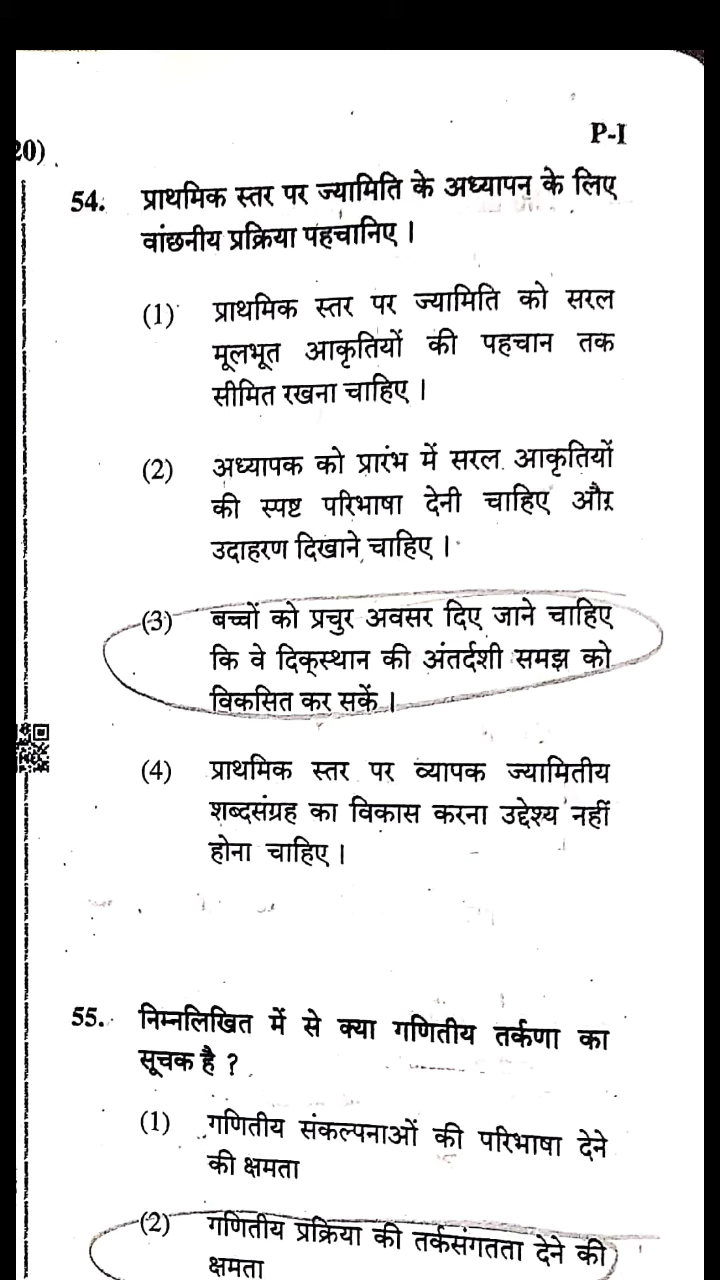 P-I
20)
54. प्राथमिक स्तर पर ज्यामिति के अध्यापन के लिए
वांछनीय प्रक्रिया पहचानिए ।
(1) प्राथमिक स्तर पर ज्यामिति को सरल
मूलभूत आकृतियों की पहचान तक
सीमित रखना चाहिए ।
(2) अध्यापक को प्रारंभ में सरल आकृतियों
की स्पष्ट परिभाषा देनी चाहिए और
उदाहरण दिखाने चाहिए ।
(3) बच्चों को प्रचुर अवसर दिए जाने चाहिए
कि वे दिक्स्थान की अंतर्दशी समझ को
विकसित कर सकें ।
(4) प्राथमिक स्तर पर व्यापक ज्यामितीय
शब्दसंग्रह का विकास करना उद्देश्य नहीं
होना चाहिए ।
55. निम्नलिखित में से क्या गणितीय तर्कणा का
सूचक है ?
(1) गणितीय संकल्पनाओं की परिभाषा देने
की क्षमता
(2) गणितीय प्रक्रिया की तर्कसंगतता देने की
क्षमता